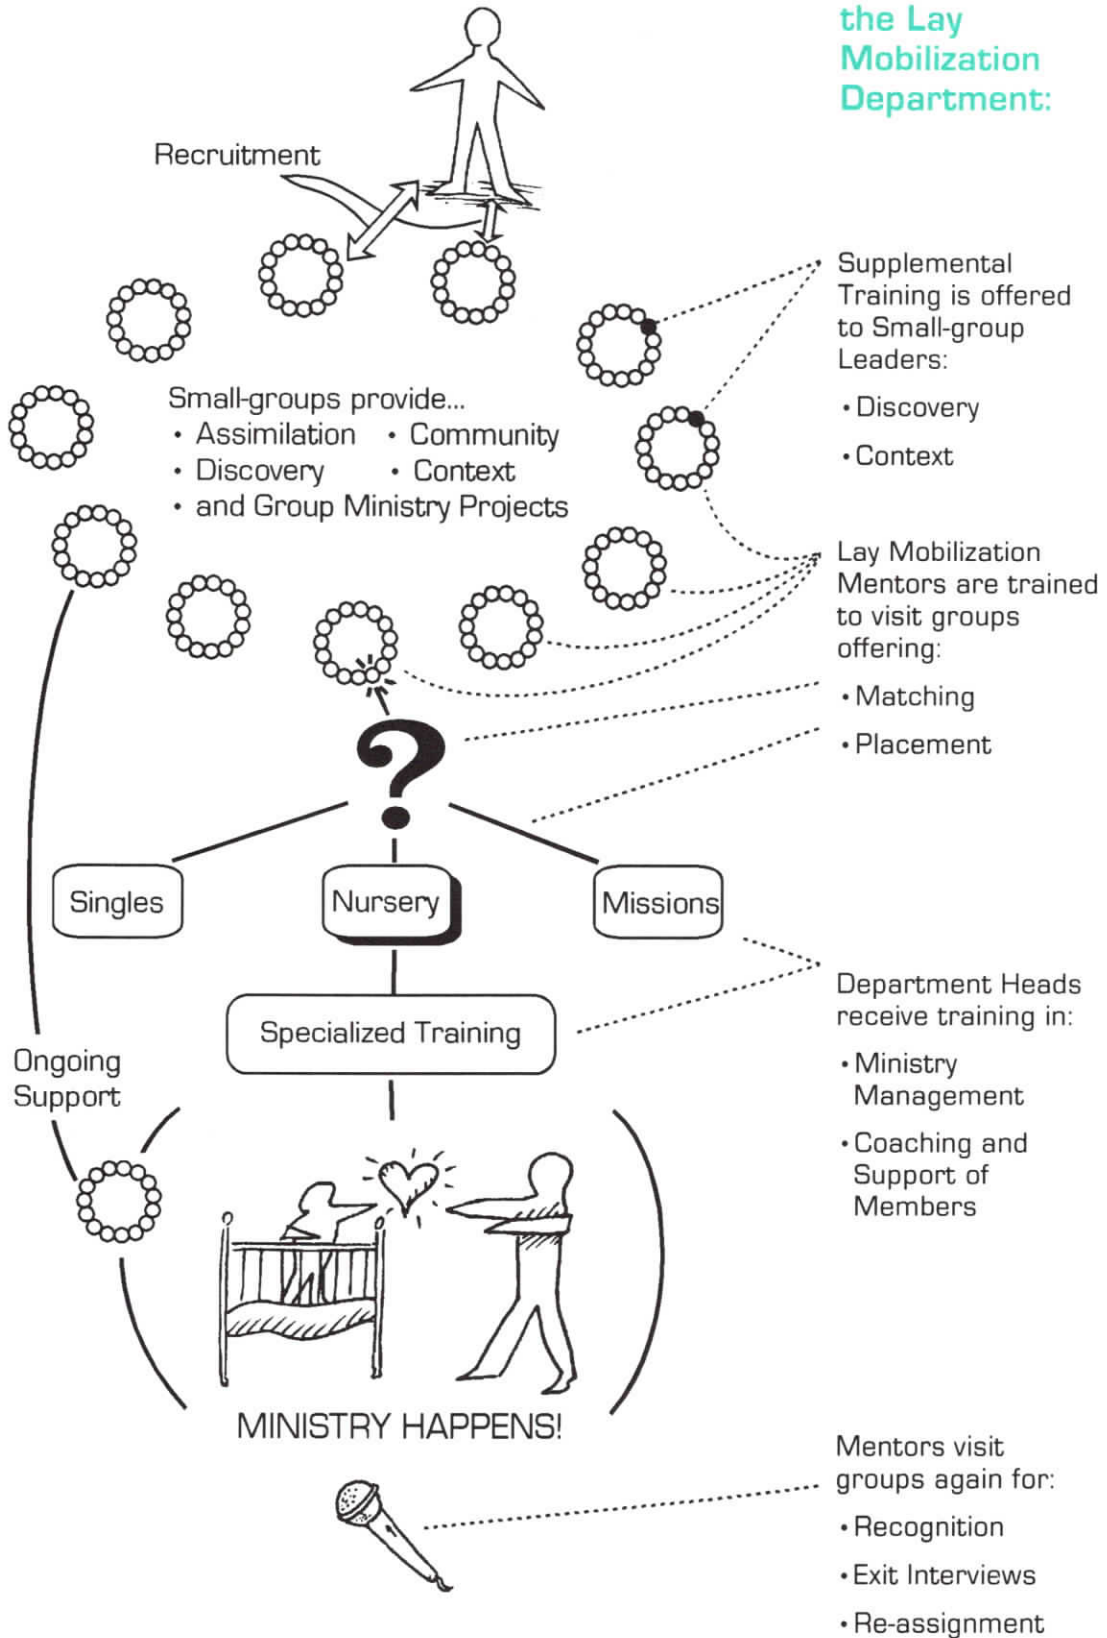 the Lay
Mobilization
Department:
Recruitment
Supplemental
Training is offered
to Small-group
Leaders:
• Discovery
• Context
Small-groups provide...
• Assimilation • Community
• Discovery • Context
• and Group Ministry Projects
Lay Mobilization
Mentors are trained
to visit groups
offering:
• Matching
• Placement
?
Singles
Nursery
Missions
Specialized Training
Department Heads
receive training in:
• Ministry
Management
• Coaching and
Support of
Members
Ongoing
Support
MINISTRY HAPPENS!
Mentors visit
groups again for:
• Recognition
• Exit Interviews
• Re-assignment